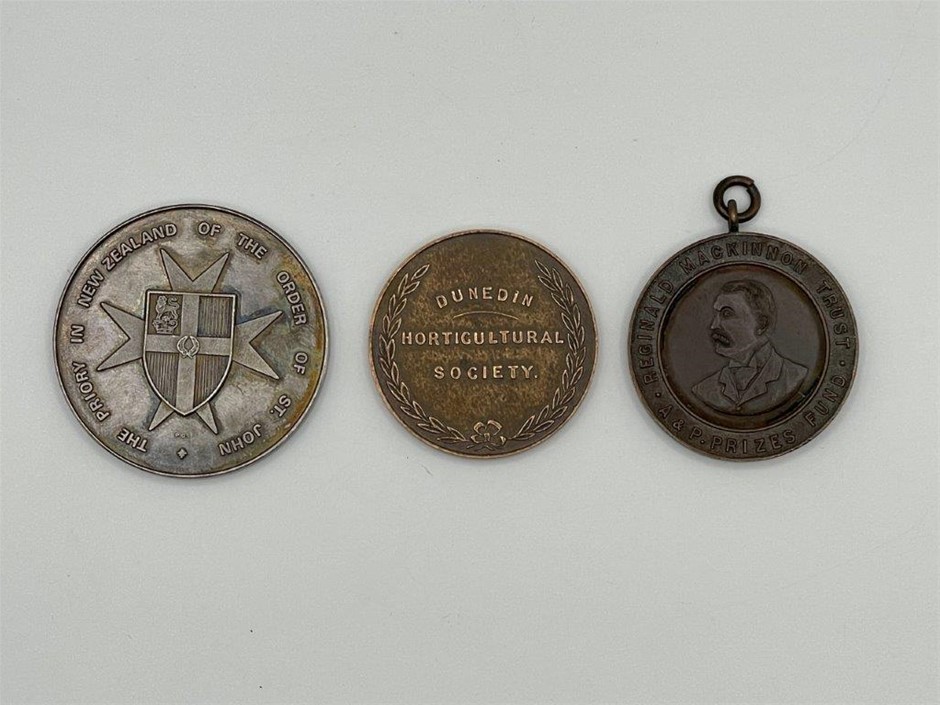 THE PRIORY IN NEW ZEALAND OF THE ORDER OF ST. JOHN
DUNEDIN
HORTICULTURAL
SOCIETY.
REGINALD MACKINNON TRUST
· A & P. PRIZES FUND ·